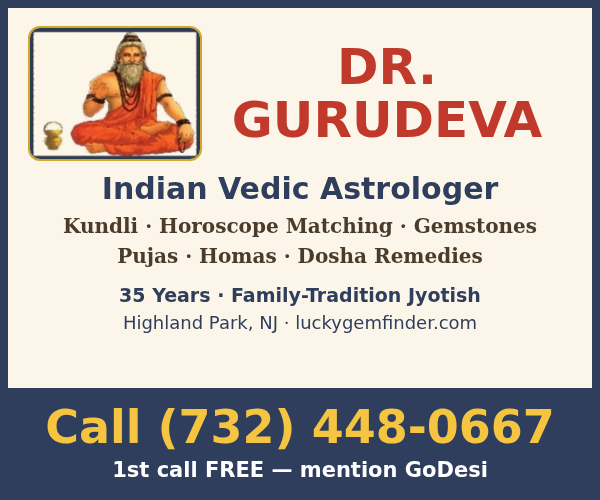 DR.
GURUDEVA
Indian Vedic Astrologer
Kundli · Horoscope Matching · Gemstones
Pujas · Homas · Dosha Remedies
35 Years · Family-Tradition Jyotish
Highland Park, NJ · luckygemfinder.com
Call (732) 448-0667
1st call FREE — mention GoDesi